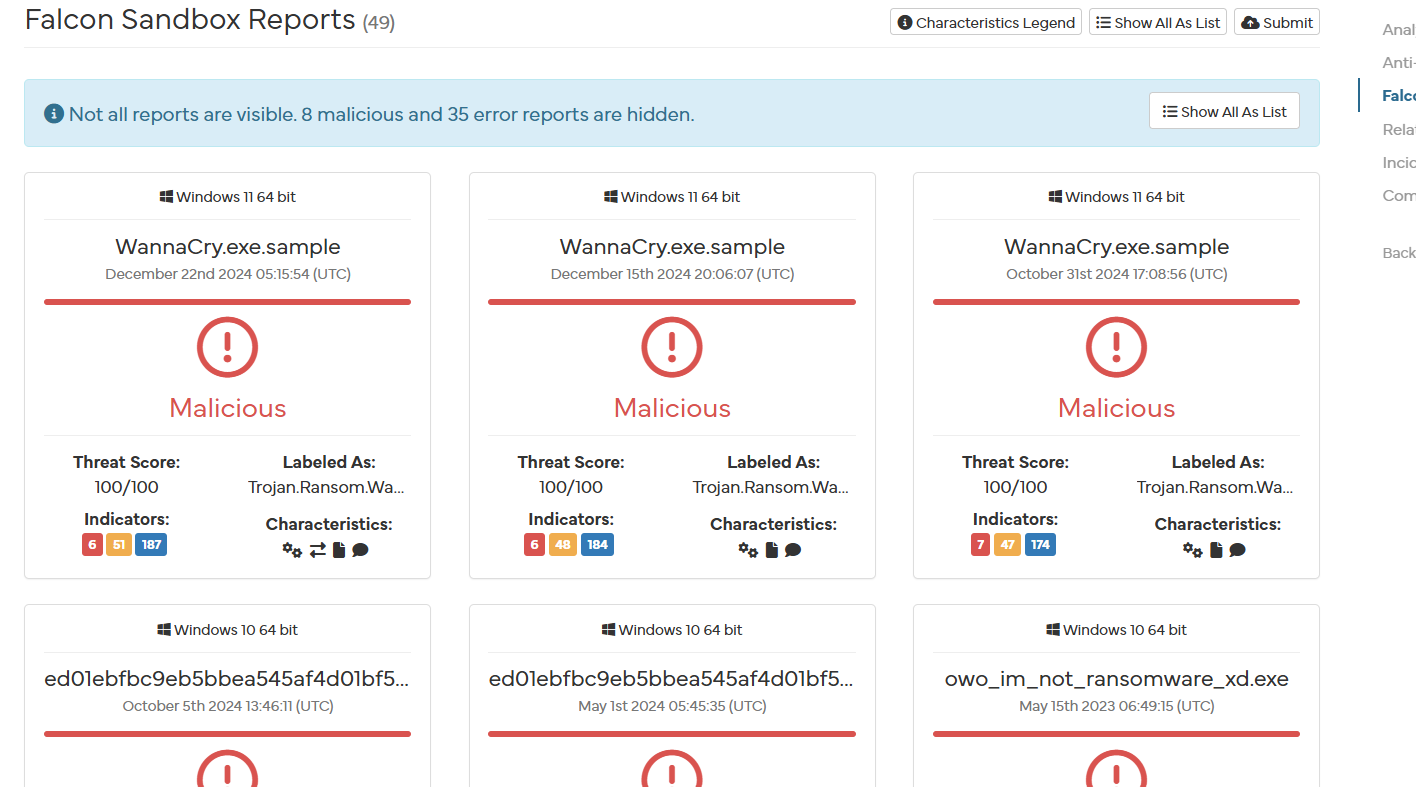 Falcon Sandbox Reports (49)
Characteristics Legend
Show All As List
Submit
Not all reports are visible. 8 malicious and 35 error reports are hidden.
Show All As List
Windows 11 64 bit
WannaCry.exe.sample
December 22nd 2024 05:15:54 (UTC)
Malicious
Threat Score:
100/100
Labeled As:
Trojan.Ransom.Wa...
Indicators:
6 51 187
Characteristics:
Windows 11 64 bit
WannaCry.exe.sample
December 15th 2024 20:06:07 (UTC)
Malicious
Threat Score:
100/100
Labeled As:
Trojan.Ransom.Wa...
Indicators:
6 48 184
Characteristics:
Windows 11 64 bit
WannaCry.exe.sample
October 31st 2024 17:08:56 (UTC)
Malicious
Threat Score:
100/100
Labeled As:
Trojan.Ransom.Wa...
Indicators:
7 47 174
Characteristics:
Windows 10 64 bit
ed01ebfbc9eb5bbea545af4d01bf5...
October 5th 2024 13:46:11 (UTC)
Windows 10 64 bit
ed01ebfbc9eb5bbea545af4d01bf5...
May 1st 2024 05:45:35 (UTC)
Windows 10 64 bit
owo_im_not_ransomware_xd.exe
May 15th 2023 06:49:15 (UTC)
Anal
Anti-
Falc
Rela
Incid
Com
Back